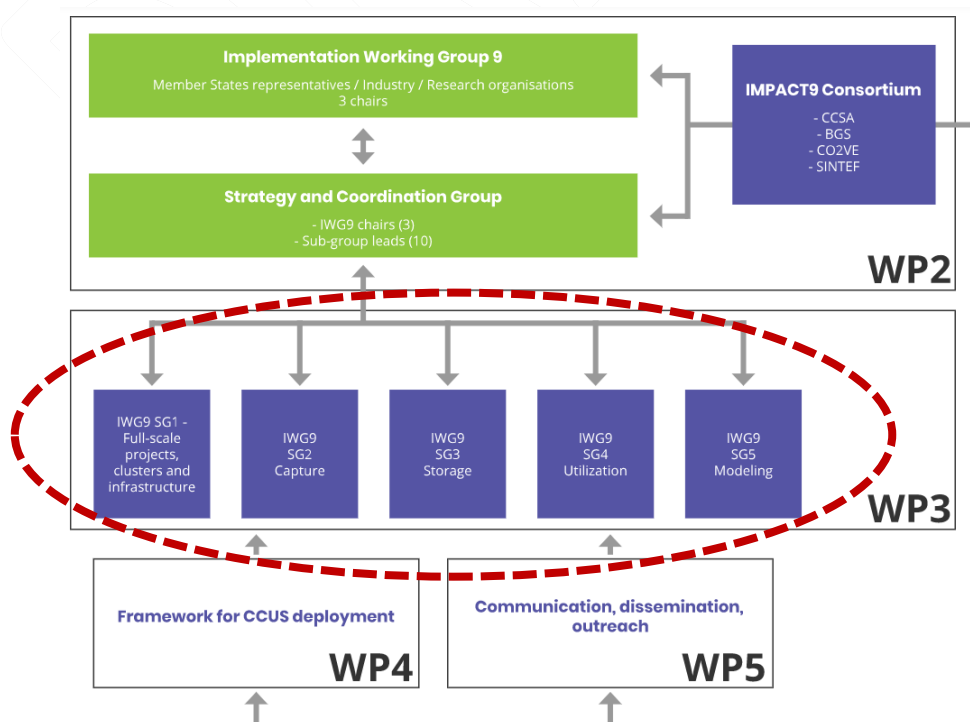 Implementation Working Group 9
Member States representatives / Industry / Research organisations
3 chairs
IMPACT9 Consortium
- CCSA
- BGS
- CO2VE
- SINTEF
Strategy and Coordination Group
- IWG9 chairs (3)
- Sub-group leads (10)
WP2
IWG9 SG1 -
Full-scale
projects,
clusters and
infrastructure
IWG9
SG2
Capture
IWG9
SG3
Storage
IWG9
SG4
Utilization
IWG9
SG5
Modeling
WP3
Framework for CCUS deployment
WP4
Communication, dissemination,
outreach
WP5